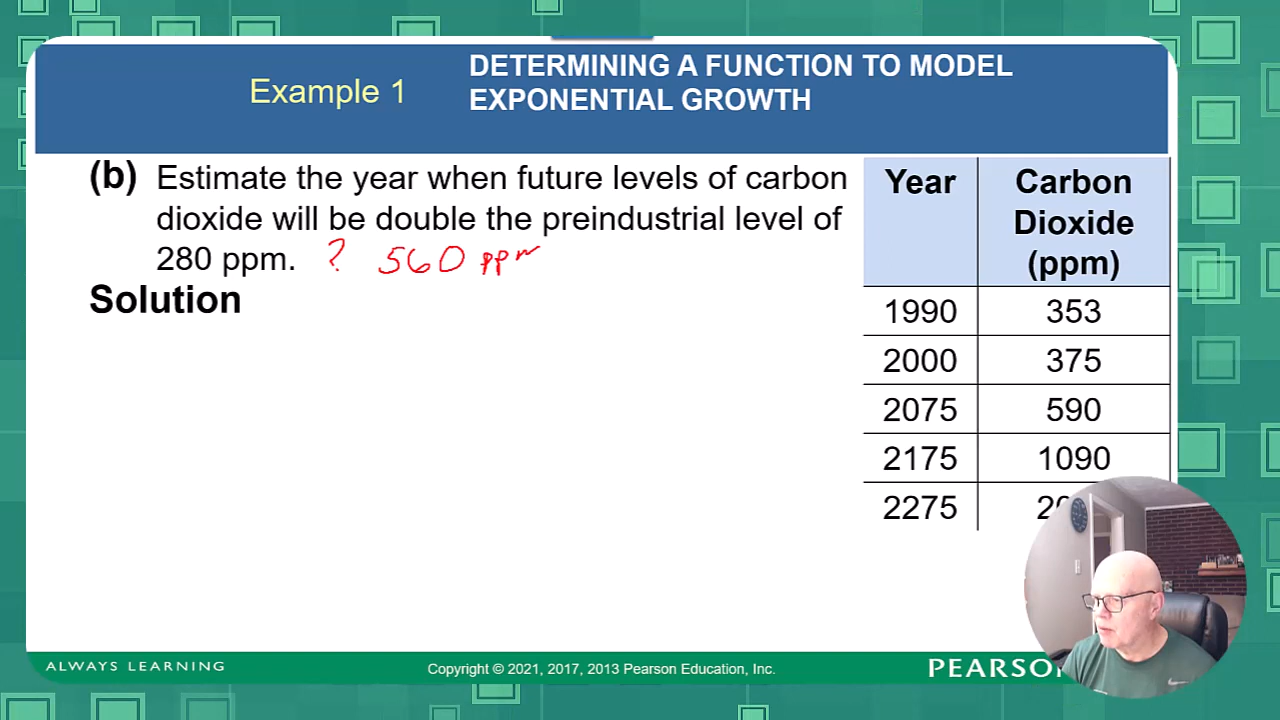 Example 1
DETERMINING A FUNCTION TO MODEL
EXPONENTIAL GROWTH
(b) Estimate the year when future levels of carbon
dioxide will be double the preindustrial level of
280 ppm. ? 560 ppm
Solution
Year Carbon
Dioxide
(ppm)
1990 353
2000 375
2075 590
2175 1090
2275
ALWAYS LEARNING
Copyright © 2021, 2017, 2013 Pearson Education, Inc.